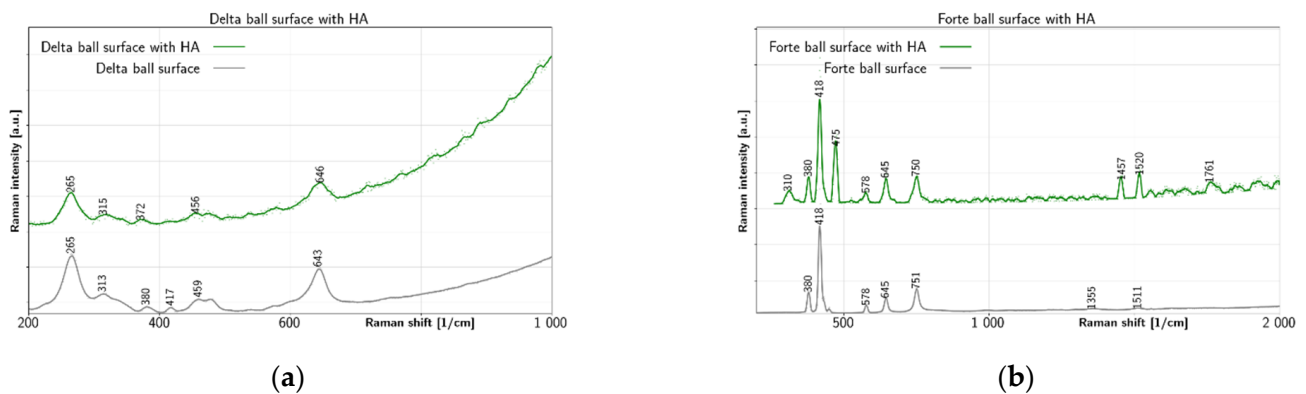 Delta ball surface with HA
Delta ball surface with HA
Delta ball surface
Raman intensity [a.u.]
265
315
372
456
646
265
313
380
417
459
643
200
400
600
1 000
Raman shift [1/cm]
(a)
Forte ball surface with HA
Forte ball surface with HA
Forte ball surface
Raman intensity [a.u.]
310
380
418
475
578
645
750
1457
1520
1761
380
418
578
645
751
1355
1511
500
1 000
2 000
Raman shift [1/cm]
(b)